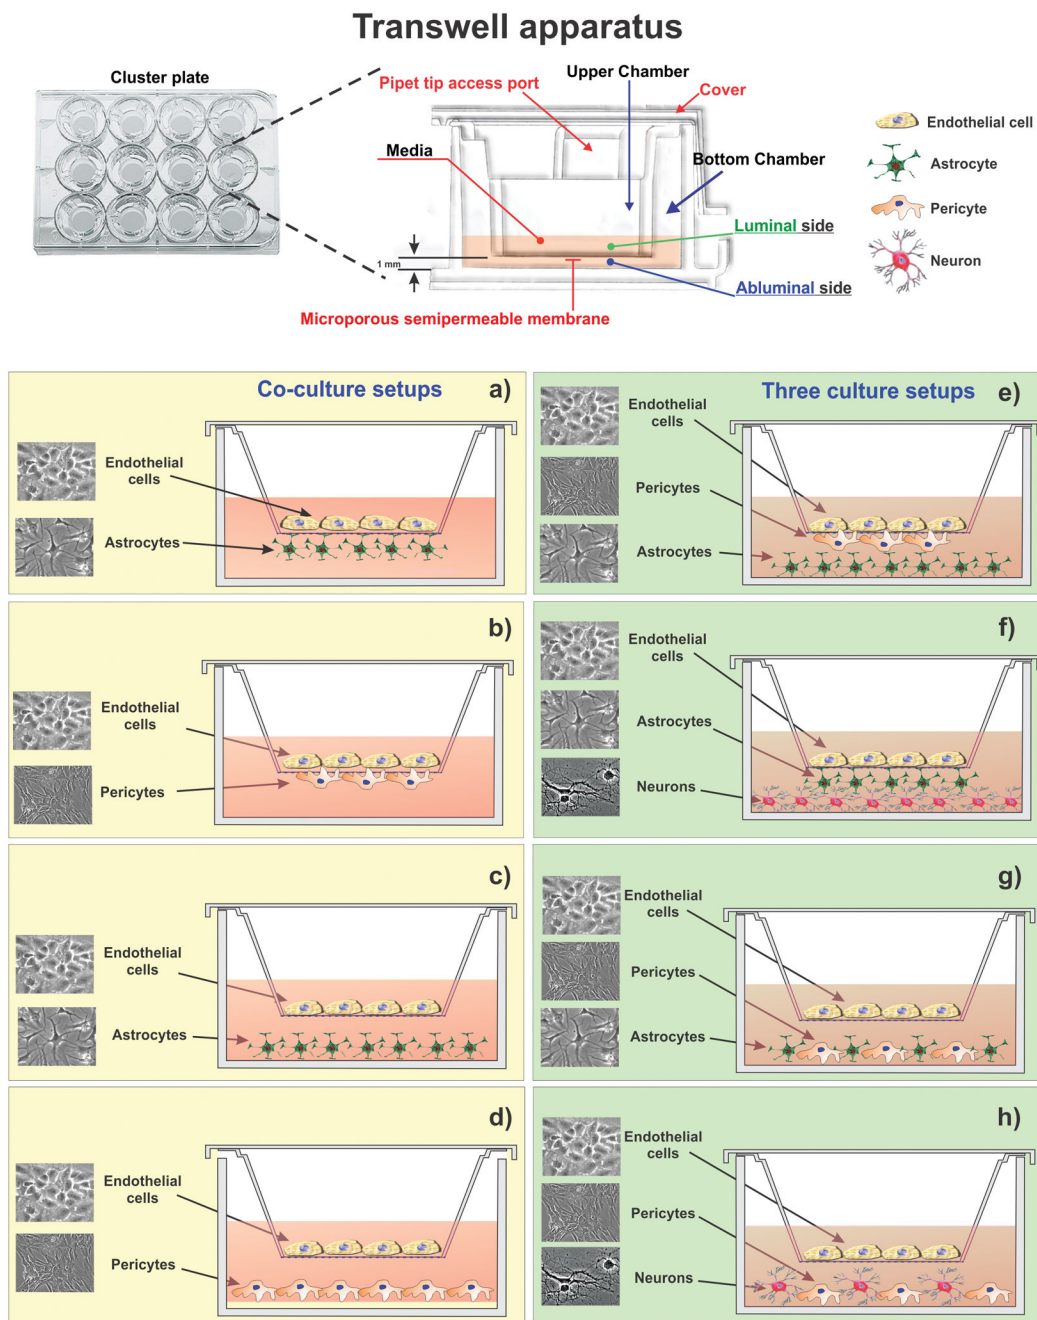 Transwell apparatus
Cluster plate
Pipet tip access port
Upper Chamber
Cover
Media
Bottom Chamber
Luminal side
1 mm
Abluminal side
Microporous semipermeable membrane
Endothelial cell
Astrocyte
Pericyte
Neuron
Co-culture setups
a)
Endothelial
cells
Astrocytes
b)
Endothelial
cells
Pericytes
c)
Endothelial
cells
Astrocytes
d)
Endothelial
cells
Pericytes
Three culture setups
e)
Endothelial
cells
Pericytes
Astrocytes
f)
Endothelial
cells
Astrocytes
Neurons
g)
Endothelial
cells
Pericytes
Astrocytes
h)
Endothelial
cells
Pericytes
Neurons